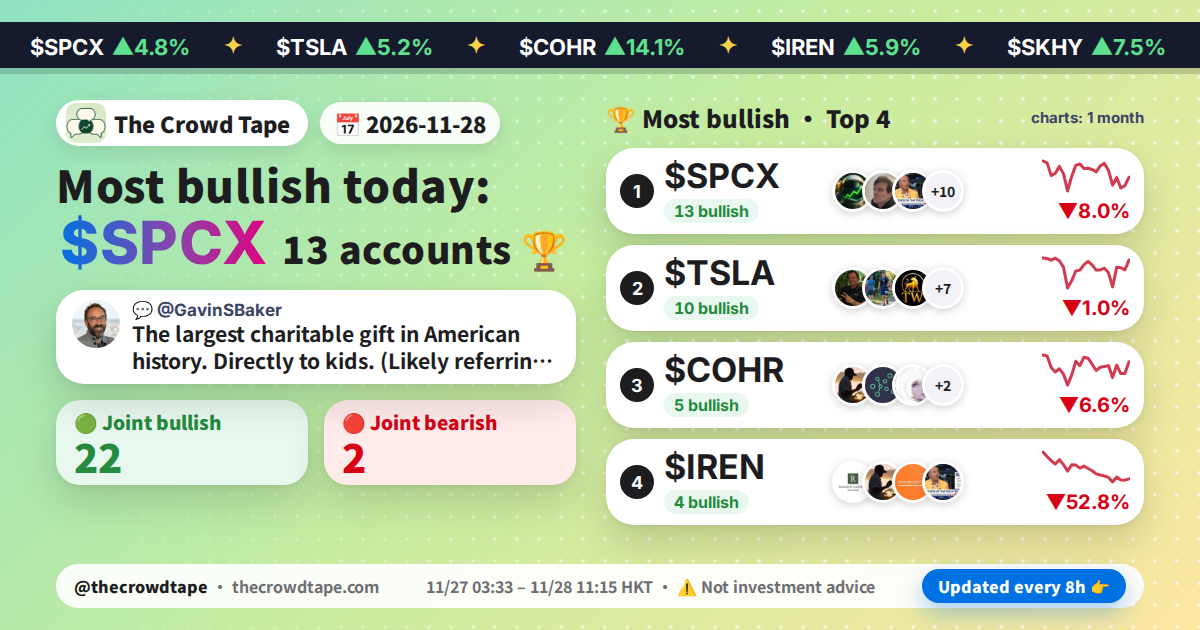 $SPCX ▲4.8% ✦ $TSLA ▲5.2% ✦ $COHR ▲14.1% ✦ $IREN ▲5.9% ✦ $SKHY ▲7.5%
The Crowd Tape
📅 2026-11-28
Most bullish today:
$SPCX 13 accounts 🏆
💬 @GavinSBaker
The largest charitable gift in American
history. Directly to kids. (Likely referrin⋯
🟢 Joint bullish
22
🔴 Joint bearish
2
🏆 Most bullish • Top 4
charts: 1 month
1 $SPCX
13 bullish
+10
▼8.0%
2 $TSLA
10 bullish
TW
+7
▼1.0%
3 $COHR
5 bullish
+2
▼6.6%
4 $IREN
4 bullish
R
▼52.8%
@thecrowdtape • thecrowdtape.com
11/27 03:33 – 11/28 11:15 HKT • ⚠️ Not investment advice
Updated every 8h 👉